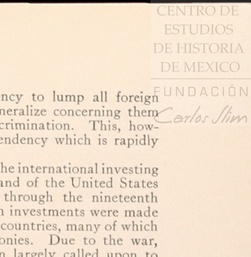 CENTRO DE
ESTUDIOS
DE HISTORIA
DE MEXICO
FUNDACIÓN
Carlos Slim
ency to lump all foreign
neralize concerning them
crimination. This, how-
endency which is rapidly
the international investing
and of the United States
through the nineteenth
n investments were made
countries, many of which
onies. Due to the war,
n largely called upon to